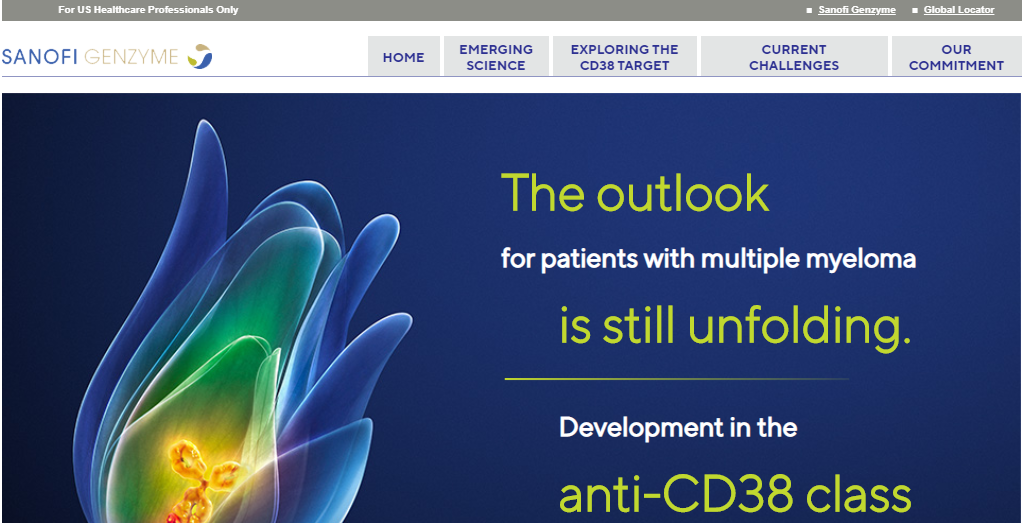 For US Healthcare Professionals Only
Sanofi Genzyme
Global Locator
SANOFI GENZYME
HOME
EMERGING
SCIENCE
EXPLORING THE
CD38 TARGET
CURRENT
CHALLENGES
OUR
COMMITMENT
The outlook
for patients with multiple myeloma
is still unfolding.
Development in the
anti-CD38 class